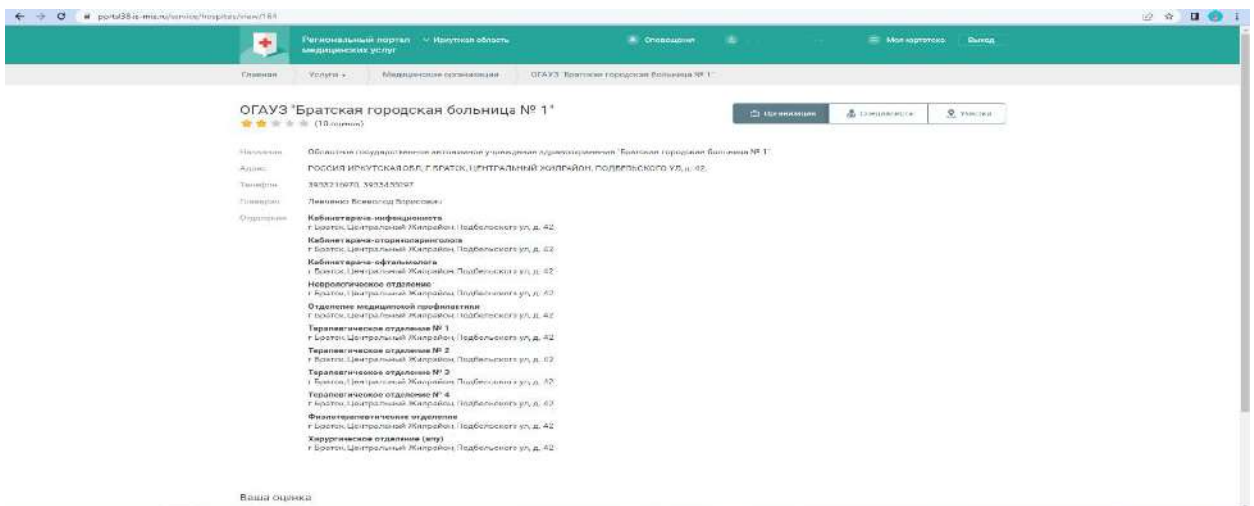 portal38.is-mis.ru/service/hospitals/view/164
Региональный портал медицинских услуг
Иркутская область
Оповещения
Моя картотека
Выход
Главная
Услуги
Медицинские организации
ОГАУЗ "Братская городская больница № 1"
ОГАУЗ "Братская городская больница № 1"
(10 оценок)
Организация
Специалисты
Участки
Название
Областное государственное автономное учреждение здравоохранения "Братская городская больница № 1"
Адрес
РОССИЯ ИРКУТСКАЯ ОБЛ, Г БРАТСК, ЦЕНТРАЛЬНЫЙ ЖИЛРАЙОН, ПОДБЕЛЬСКОГО УЛ, д. 42,
Телефон
Главврач
Всеволод Борисович
Отделения
Кабинет врача-инфекциониста
г Братск, Центральный Жилрайон, Подбельского ул, д. 42
Кабинет врача-оториноларинголога
г Братск, Центральный Жилрайон, Подбельского ул, д. 42
Кабинет врача-офтальмолога
г Братск, Центральный Жилрайон, Подбельского ул, д. 42
Неврологическое отделение
г Братск, Центральный Жилрайон, Подбельского ул, д. 42
Отделение медицинской профилактики
г Братск, Центральный Жилрайон, Подбельского ул, д. 42
Терапевтическое отделение № 1
г Братск, Центральный Жилрайон, Подбельского ул, д. 42
Терапевтическое отделение № 2
г Братск, Центральный Жилрайон, Подбельского ул, д. 42
Терапевтическое отделение № 3
г Братск, Центральный Жилрайон, Подбельского ул, д. 42
Терапевтическое отделение № 4
г Братск, Центральный Жилрайон, Подбельского ул, д. 42
Физиотерапевтическое отделение
г Братск, Центральный Жилрайон, Подбельского ул, д. 42
Хирургическое отделение (апу)
г Братск, Центральный Жилрайон, Подбельского ул, д. 42
Ваша оценка